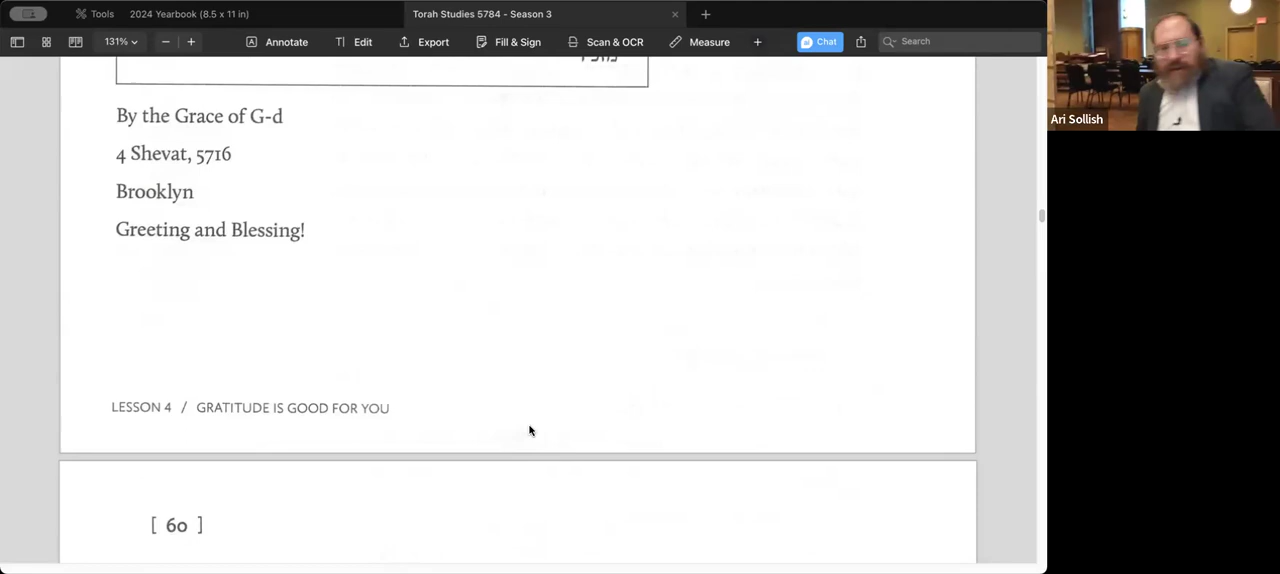 Tools
2024 Yearbook (8.5 x 11 in)
Torah Studies 5784 - Season 3
131%
Annotate
Edit
Export
Fill & Sign
Scan & OCR
Measure
Chat
Search
Ari Sollish
By the Grace of G-d
4 Shevat, 5716
Brooklyn
Greeting and Blessing!
LESSON 4 / GRATITUDE IS GOOD FOR YOU
[ 60 ]